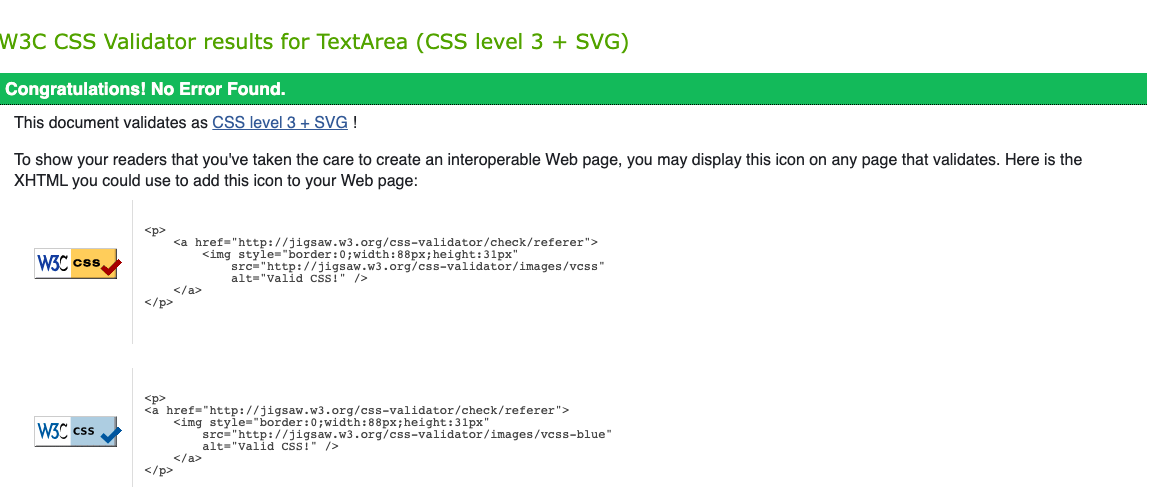 W3C CSS Validator results for TextArea (CSS level 3 + SVG)
Congratulations! No Error Found.
This document validates as CSS level 3 + SVG !
To show your readers that you've taken the care to create an interoperable Web page, you may display this icon on any page that validates. Here is the
XHTML you could use to add this icon to your Web page:
W3C css
<p>
    <a href="http://jigsaw.w3.org/css-validator/check/referer">
        <img style="border:0;width:88px;height:31px"
            src="http://jigsaw.w3.org/css-validator/images/vcss"
            alt="Valid CSS!" />
    </a>
</p>
W3C css
<p>
<a href="http://jigsaw.w3.org/css-validator/check/referer">
    <img style="border:0;width:88px;height:31px"
        src="http://jigsaw.w3.org/css-validator/images/vcss-blue"
        alt="Valid CSS!" />
    </a>
</p>